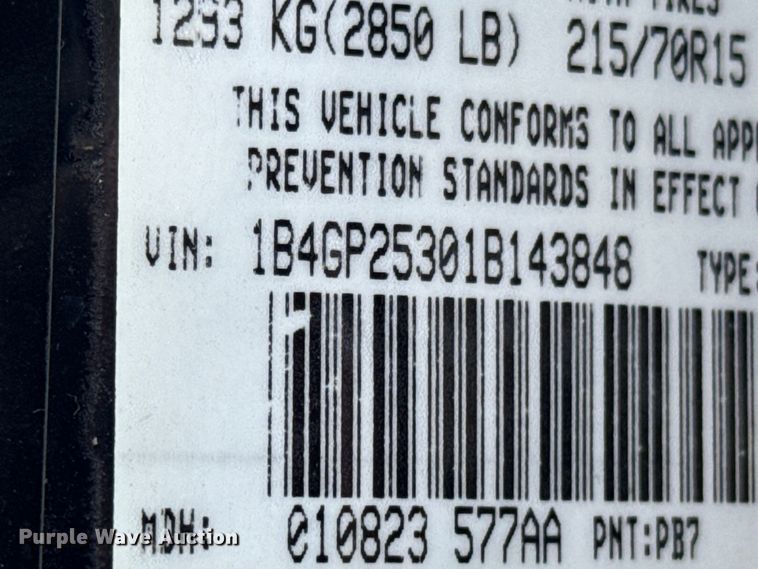 1293 KG(2850 LB) 215/70R15
THIS VEHICLE CONFORMS TO ALL
PREVENTION STANDARDS IN EFFECT
VIN: 1B4GP25301B143848 TYPE:
MDH: 010823 577AA PNT:PB7
Purple Wave Auction